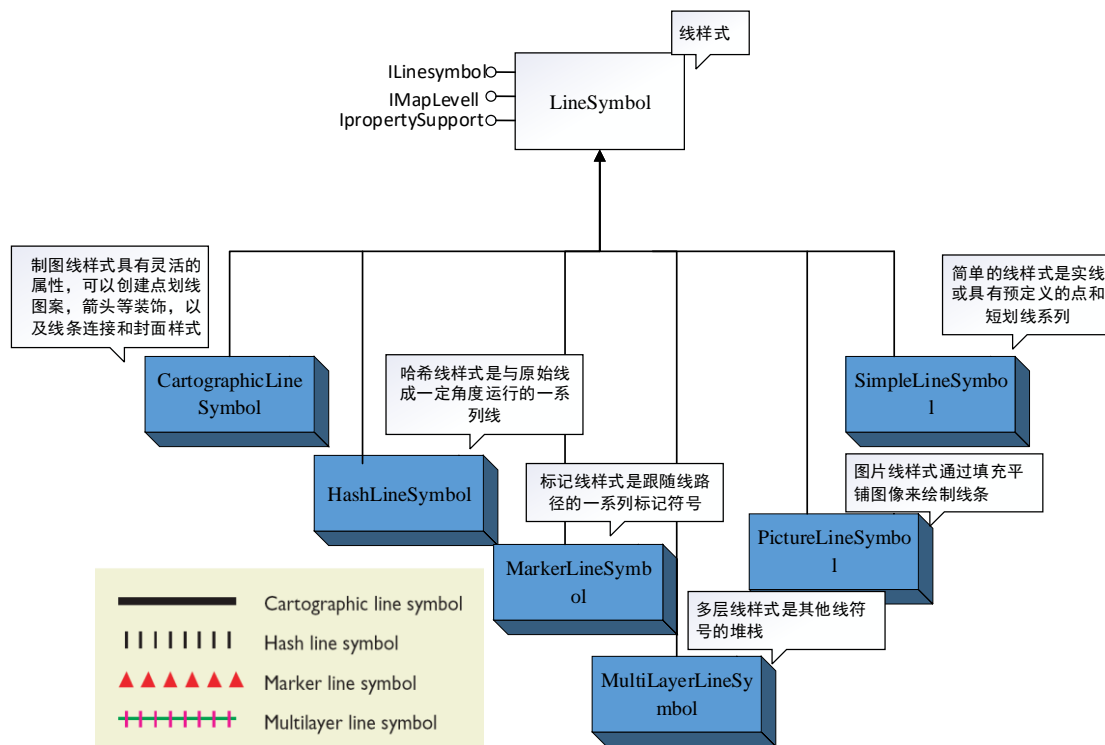 线样式
ILinesymbol
IMapLevell
IpropertySupport
LineSymbol
制图线样式具有灵活的
属性，可以创建点划线
图案，箭头等装饰，以
及线条连接和封面样式
简单的线样式是实线
或具有预定义的点和
短划线系列
CartographicLine
Symbol
哈希线样式是与原始线
成一定角度运行的一系
列线
SimpleLineSymbo
l
HashLineSymbol
标记线样式是跟随线路
径的一系列标记符号
图片线样式通过填充平
铺图像来绘制线条
MarkerLineSymb
ol
PictureLineSymbo
l
多层线样式是其他线符
号的堆栈
MultiLayerLineSy
mbol
Cartographic line symbol
Hash line symbol
Marker line symbol
Multilayer line symbol